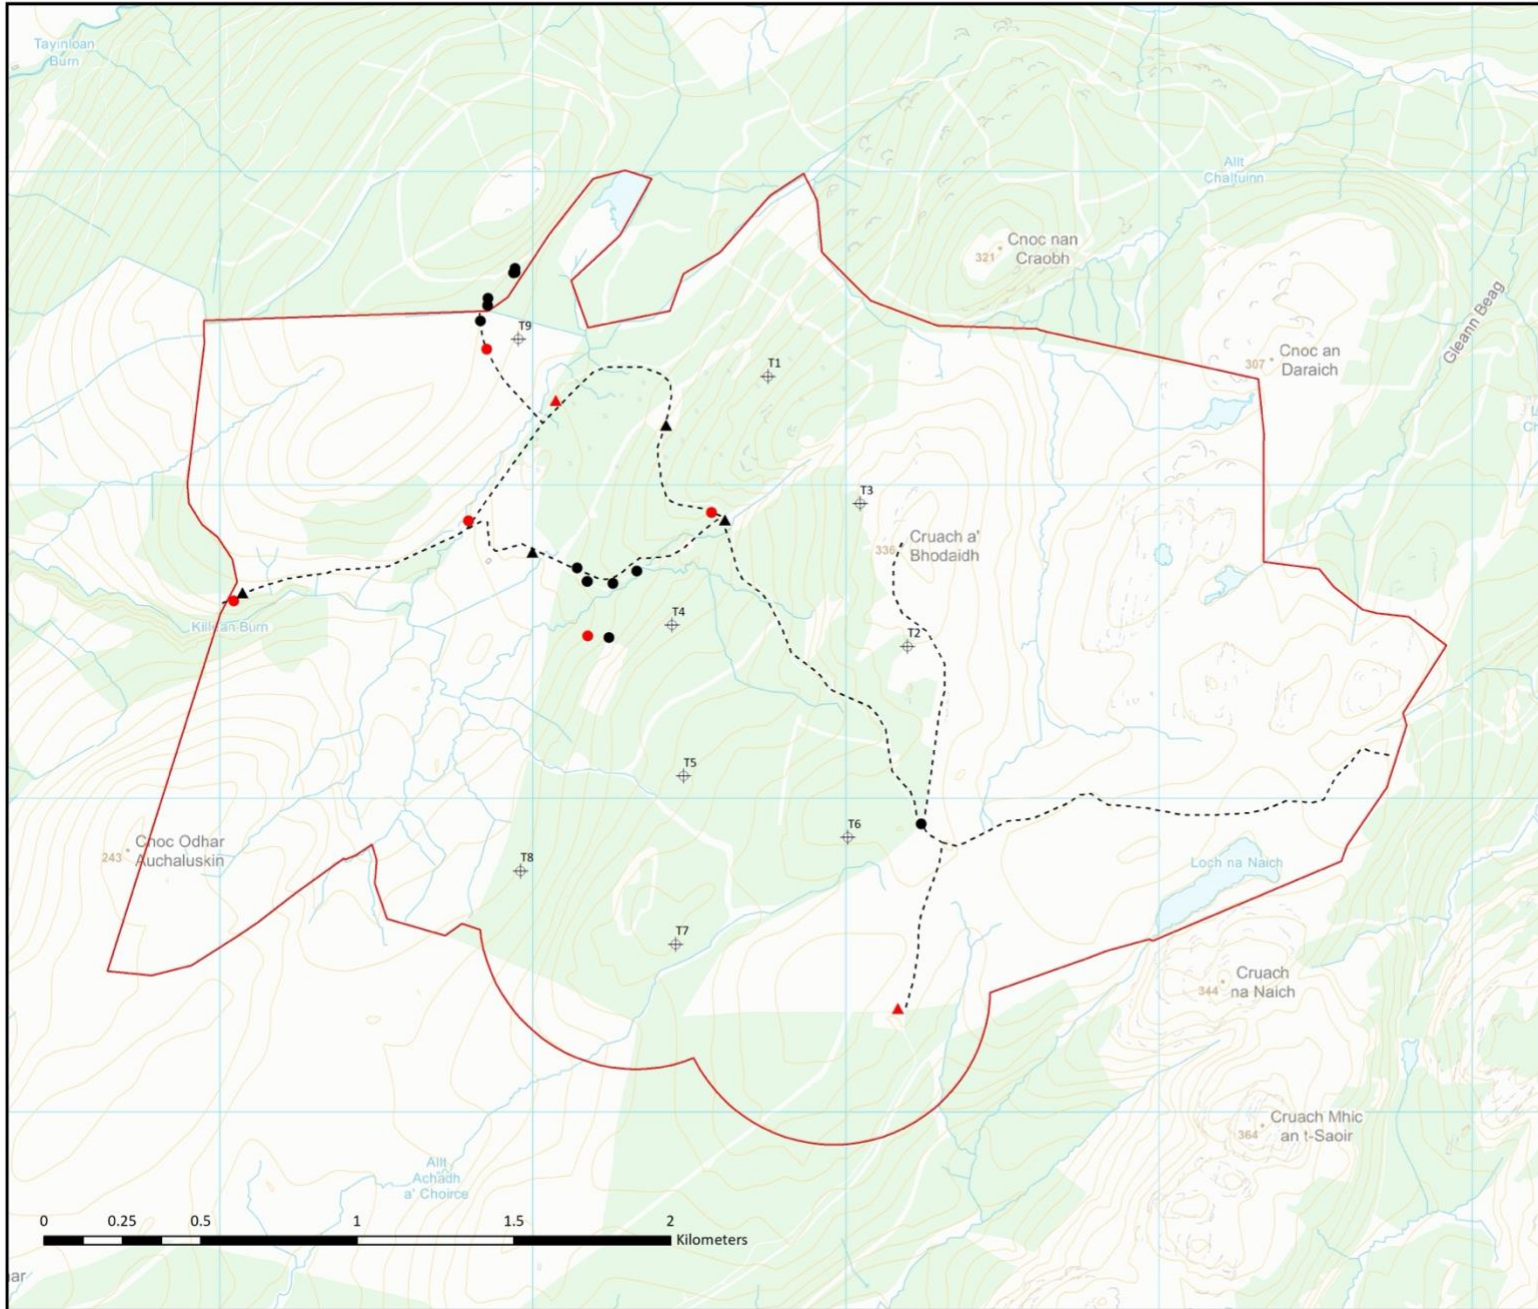 Tayinloan
Burn
Allt
Chaltuinn
Cnoc nan
Craobh
321
Gleann Beag
T9
Cnoc an
Daraich
307
T1
T3
Cruach a'
Bhodaidh
336
Killean Burn
T4
T2
T5
T6
Cnoc Odhar
Auchaluskin
243
T8
Loch na Naich
T7
Cruach
na Naich
344
Cruach Mhic
an t-Saoir
364
Allt
Achadh
a' Choirce
0 0.25 0.5 1 1.5 2
Kilometers